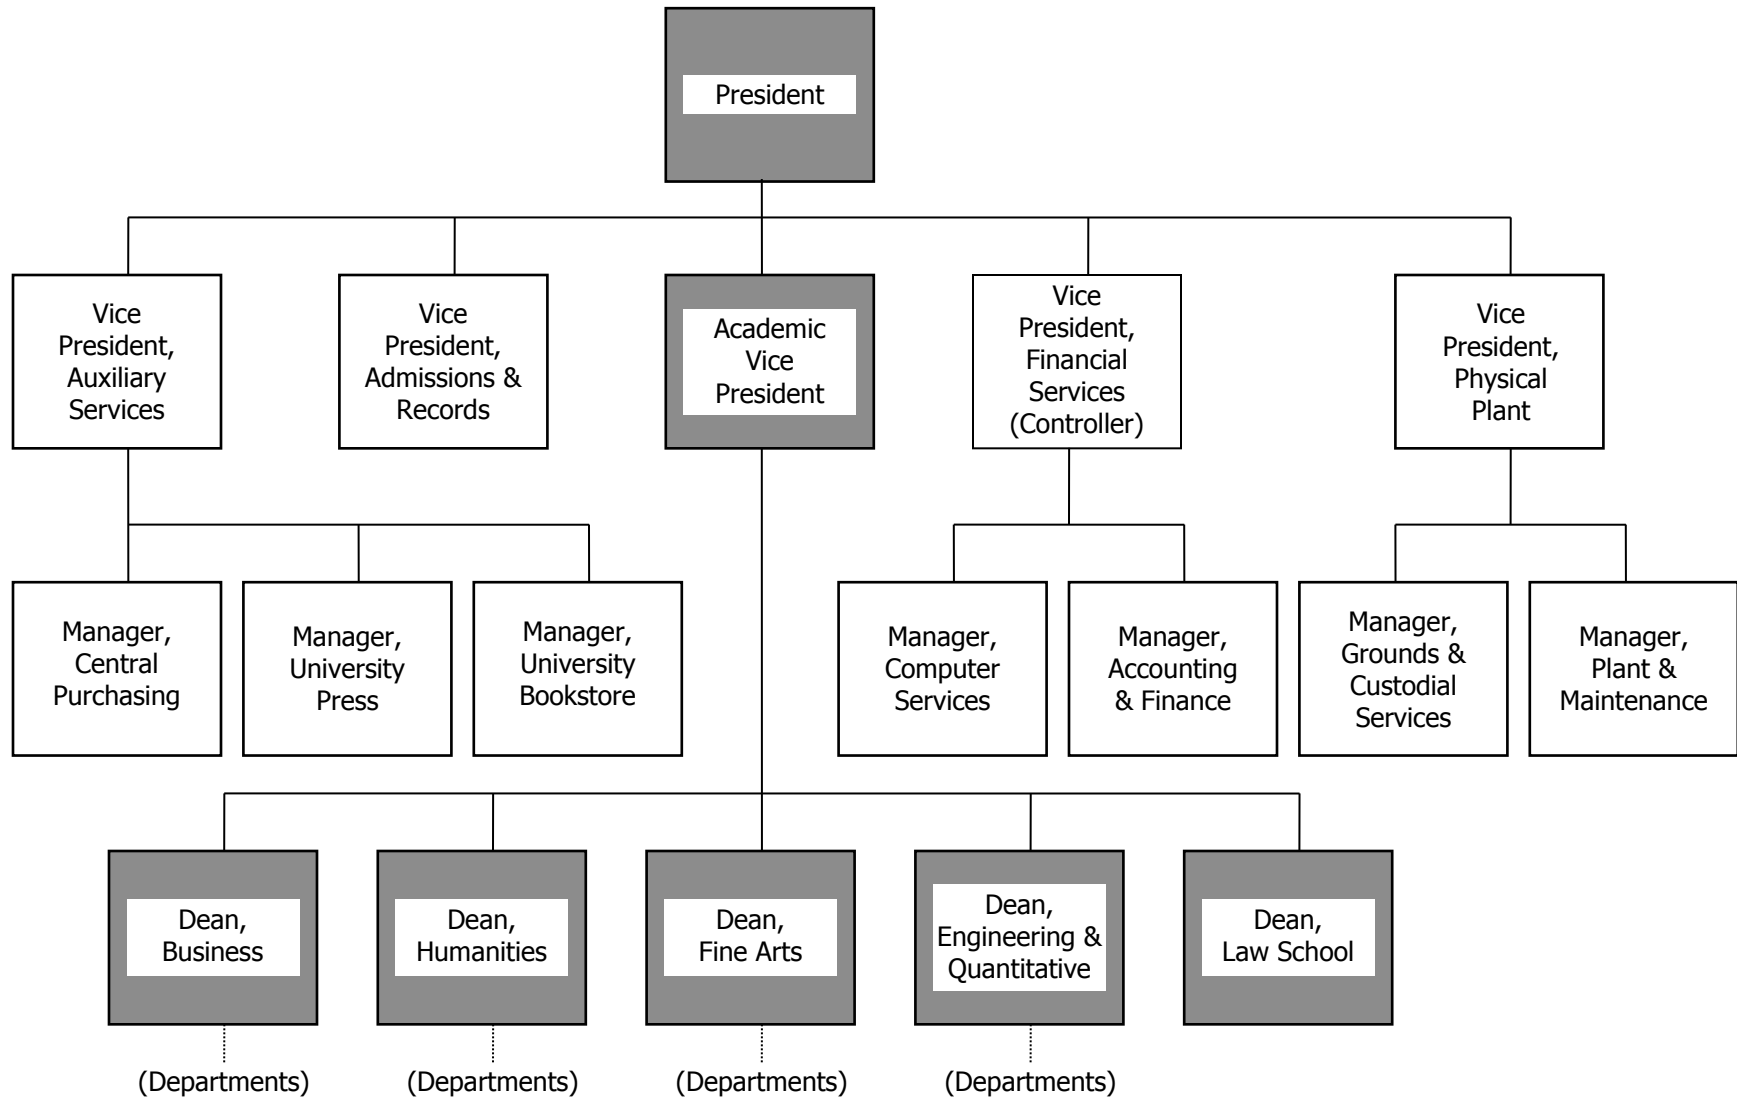 President
Vice
President,
Auxiliary
Services
Vice
President,
Admissions &
Records
Academic
Vice
President
Vice
President,
Financial
Services
(Controller)
Vice
President,
Physical
Plant
Manager,
Central
Purchasing
Manager,
University
Press
Manager,
University
Bookstore
Manager,
Computer
Services
Manager,
Accounting
& Finance
Manager,
Grounds &
Custodial
Services
Manager,
Plant &
Maintenance
Dean,
Business
Dean,
Humanities
Dean,
Fine Arts
Dean,
Engineering &
Quantitative
Dean,
Law School
(Departments)
(Departments)
(Departments)
(Departments)